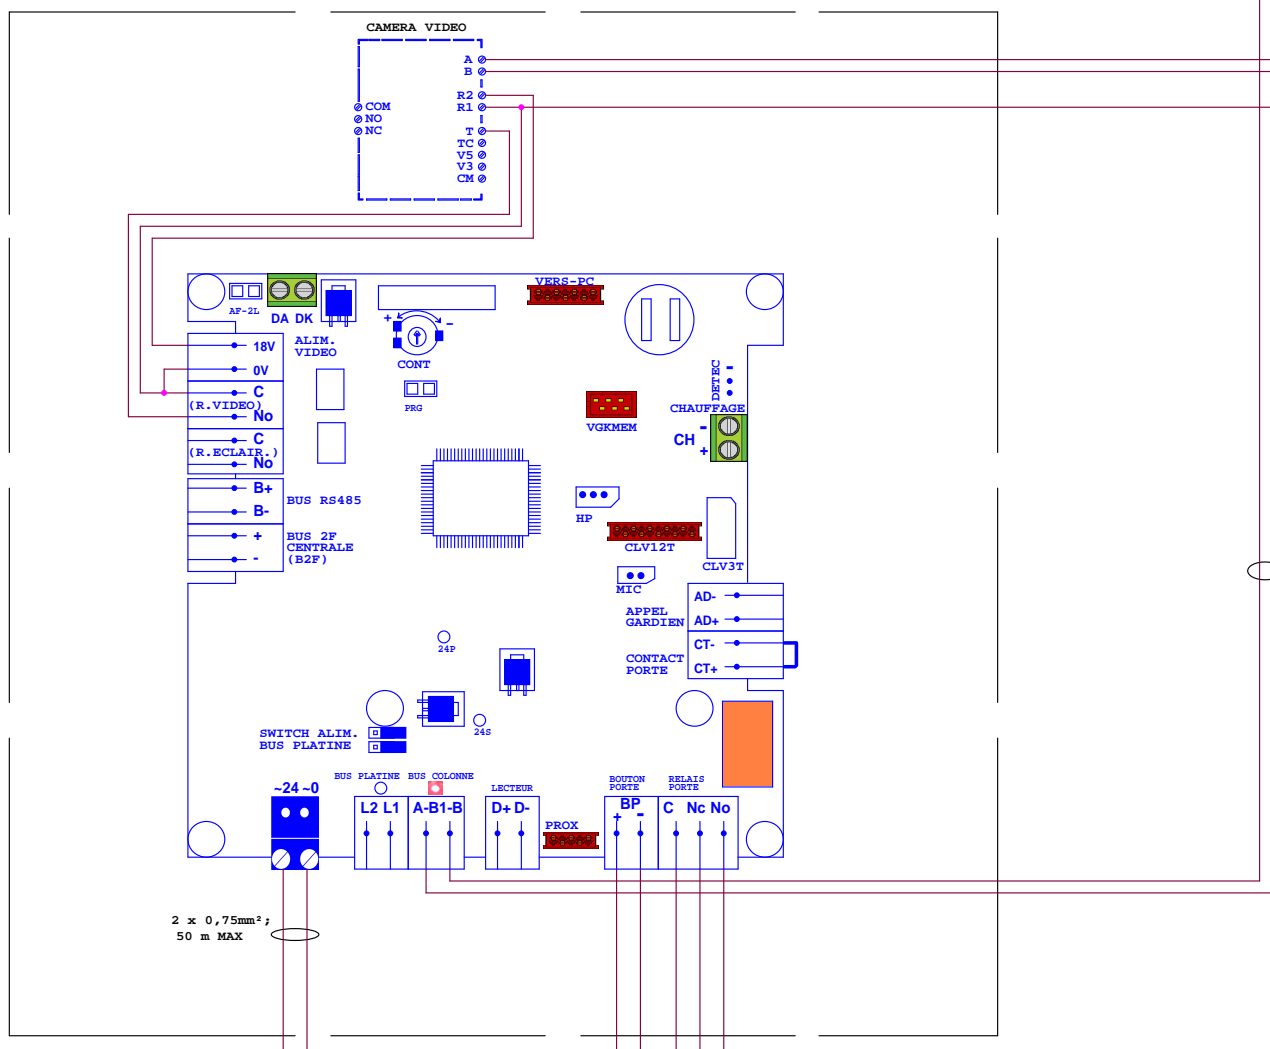 CAMERA VIDEO
A
B
R2
COM R1
NO
NC T
TC
V5
V3
CM
VERS-PC
AF-2L
DA DK
+ -
ALIM.
VIDEO
18V
CONT
0V
DETEC
-
C
(R.VIDEO)
No
PRG
CHAUFFAGE
VGKMEM
CH
-
+
C
(R.ECLAIR.)
No
B+
BUS RS485
B-
HP
+
BUS 2F
CENTRALE
(B2F)
-
CLV12T
CLV3T
MIC
AD-
APPEL
GARDIEN
AD+
CT-
CONTACT
PORTE
CT+
24P
24S
SWITCH ALIM.
BUS PLATINE
BUS PLATINE BUS COLONNE
LECTEUR
BOUTON
PORTE
RELAIS
PORTE
~24 ~0
L2 L1 A-B1-B D+ D- BP C Nc No
+ -
PROX
2 x 0,75mm²;
50 m MAX